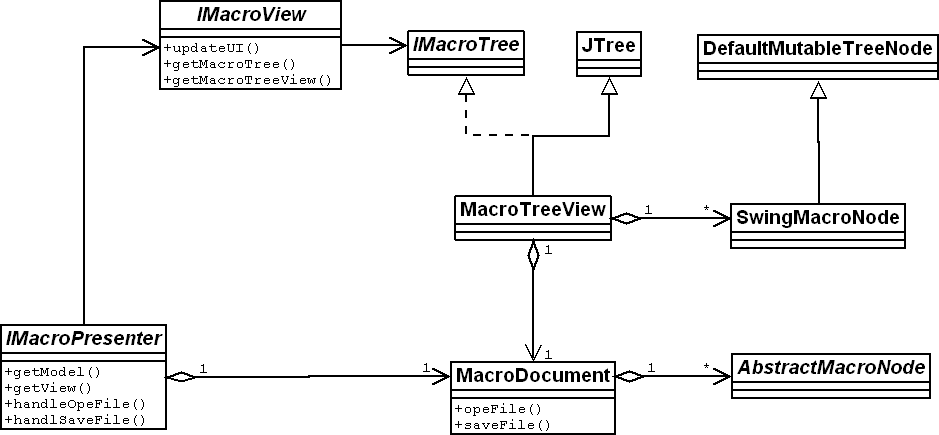 IMacroView
+updateUI()
+getMacroTree()
+getMacroTreeView()
IMacroTree
JTree
DefaultMutableTreeNode
MacroTreeView
1
*
SwingMacroNode
1
IMacroPresenter
+getModel()
+getView()
+handleOpeFile()
+handlSaveFile()
1
1
1
MacroDocument
+opeFile()
+saveFile()
1
*
AbstractMacroNode